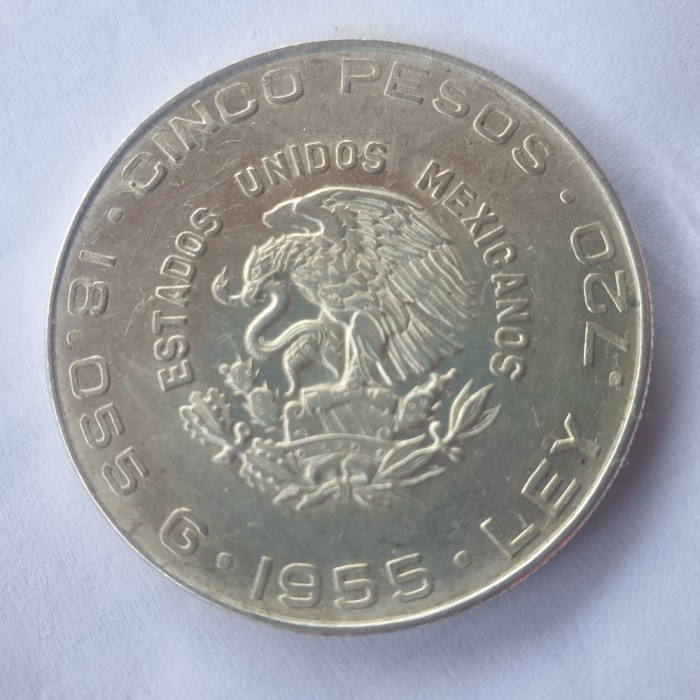 CINCO PESOS · LEY .720 · 1955 · 18.055 G ·
ESTADOS UNIDOS MEXICANOS